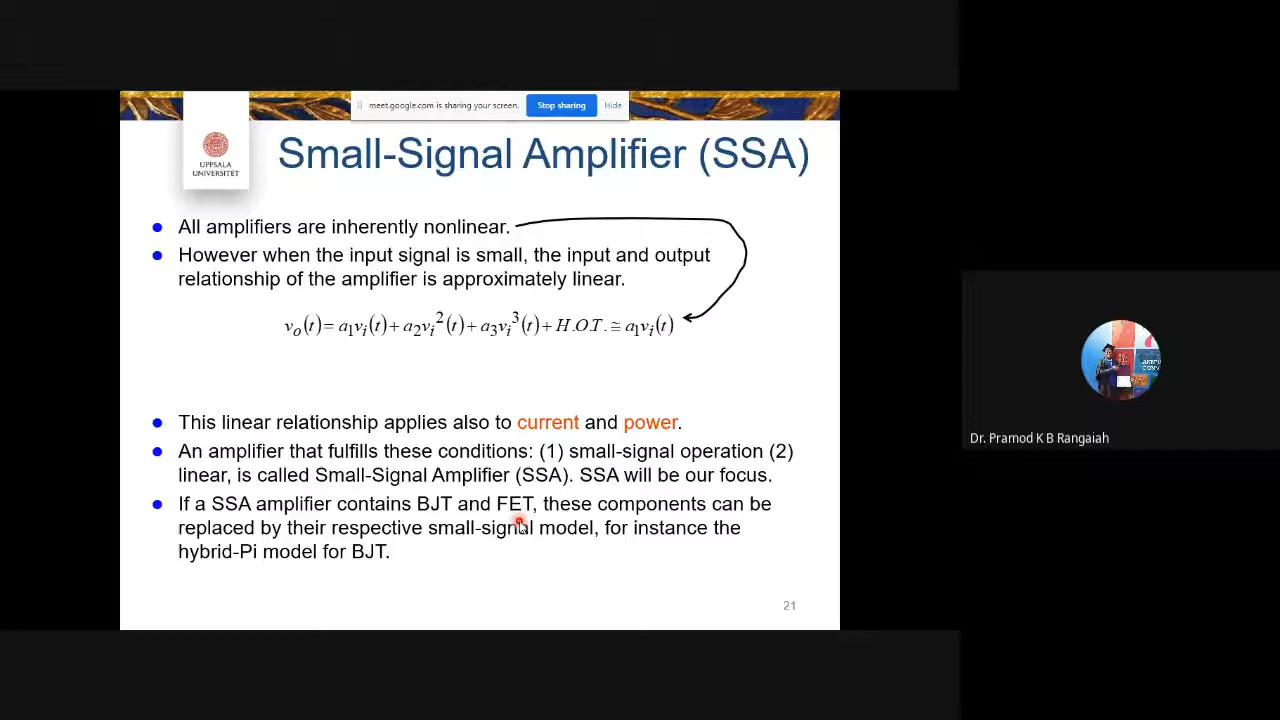 meet.google.com is sharing your screen. Stop sharing Hide
UPPSALA
UNIVERSITET
Small-Signal Amplifier (SSA)
All amplifiers are inherently nonlinear.
However when the input signal is small, the input and output
relationship of the amplifier is approximately linear.
v_o(t) = a_1v_i(t) + a_2v_i^2(t) + a_3v_i^3(t) + H.O.T. ≅ a_1v_i(t)
This linear relationship applies also to current and power.
An amplifier that fulfills these conditions: (1) small-signal operation (2)
linear, is called Small-Signal Amplifier (SSA). SSA will be our focus.
If a SSA amplifier contains BJT and FET, these components can be
replaced by their respective small-signal model, for instance the
hybrid-Pi model for BJT.
21
Dr. Pramod K B Rangaiah